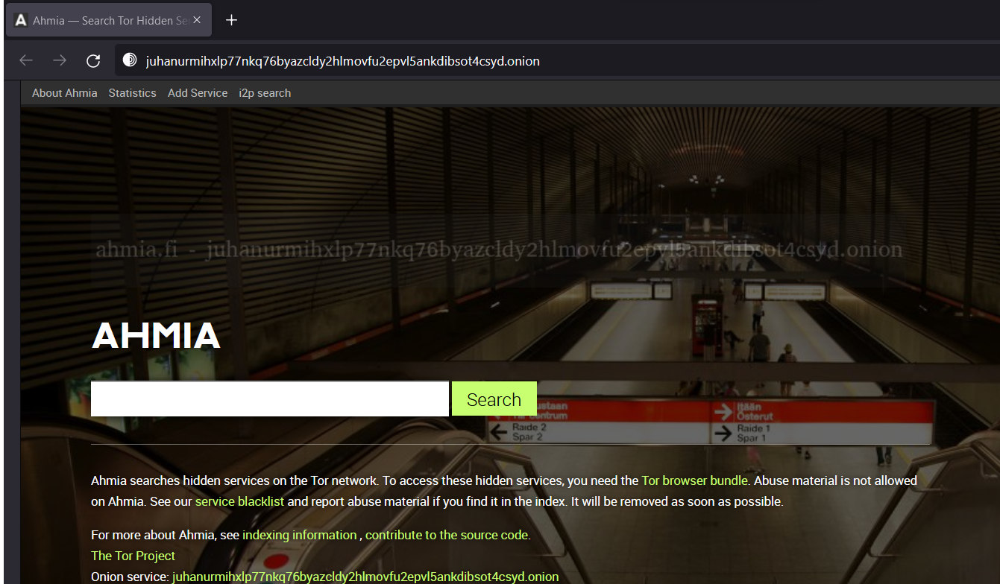 Ahmia — Search Tor Hidden Se
juhanurmihxlp77nkq76byazcldy2hlmovfu2epvl5ankdibsot4csyd.onion
About Ahmia Statistics Add Service i2p search
ahmia.fi - juhanurmihxlp77nkq76byazcldy2hlmovfu2epvl5ankdibsot4csyd.onion
AHMIA
Search
Itään
Österut
Raide 2
Spar 2
Raide 1
Spar 1
Ahmia searches hidden services on the Tor network. To access these hidden services, you need the Tor browser bundle. Abuse material is not allowed
on Ahmia. See our service blacklist and report abuse material if you find it in the index. It will be removed as soon as possible.
For more about Ahmia, see indexing information , contribute to the source code.
The Tor Project
Onion service: juhanurmihxlp77nkq76byazcldy2hlmovfu2epvl5ankdibsot4csyd.onion